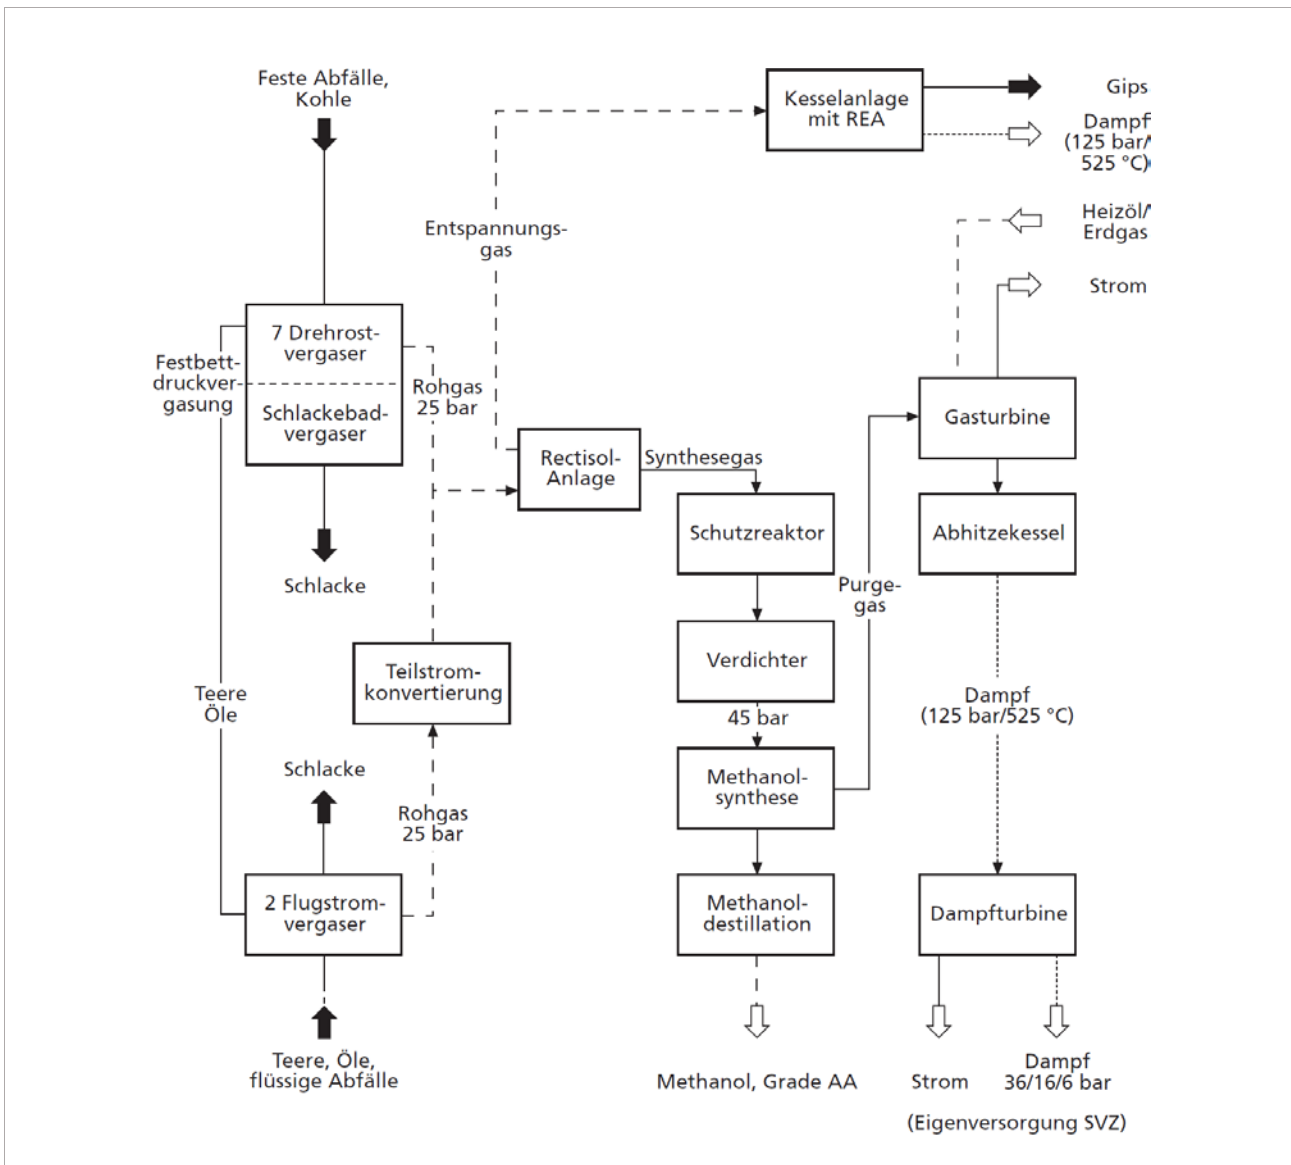 Feste Abfälle,
Kohle
Kesselanlage
mit REA
Gips
Dampf
(125 bar/
525 °C)
Heizöl/
Erdgas
Strom
Entspannungs-
gas
7 Drehrost-
vergaser
Festbett-
druckver-
gasung
Schlackebad-
vergaser
Rohgas
25 bar
Rectisol-
Anlage
Synthesegas
Gasturbine
Schutzreaktor
Abhitzekessel
Schlacke
Purge-
gas
Verdichter
Teilstrom-
konvertierung
Teere
Öle
45 bar
Dampf
(125 bar/525 °C)
Schlacke
Methanol-
synthese
Rohgas
25 bar
2 Flugstrom-
vergaser
Methanol-
destillation
Dampfturbine
Teere, Öle,
flüssige Abfälle
Methanol, Grade AA
Strom
Dampf
36/16/6 bar
(Eigenversorgung SVZ)